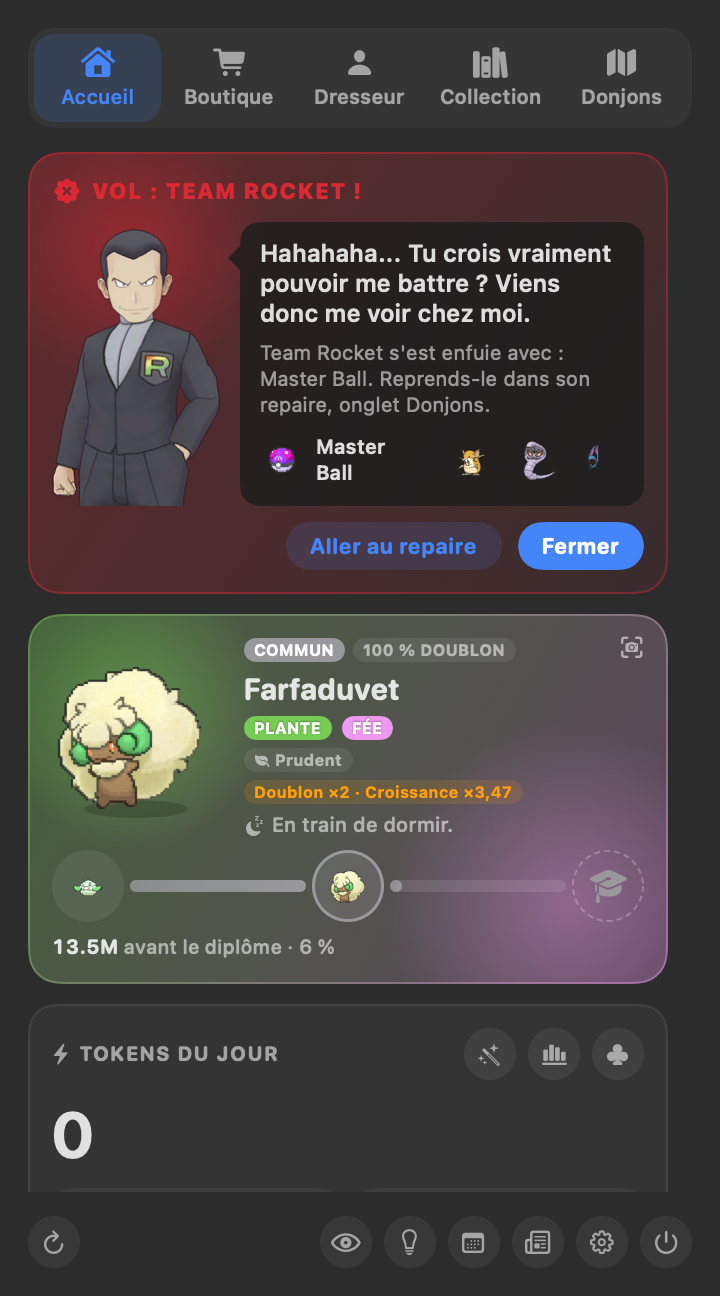 Accueil
Boutique
Dresseur
Collection
Donjons
VOL : TEAM ROCKET !
Hahahaha... Tu crois vraiment
pouvoir me battre ? Viens
donc me voir chez moi.
Team Rocket s'est enfuie avec :
Master Ball. Reprends-le dans son
repaire, onglet Donjons.
R
Master
Ball
Aller au repaire
Fermer
COMMUN
100 % DOUBLON
Farfaduvet
PLANTE
FÉE
Prudent
Doublon ×2 · Croissance ×3,47
En train de dormir.
13.5M avant le diplôme · 6 %
TOKENS DU JOUR
0